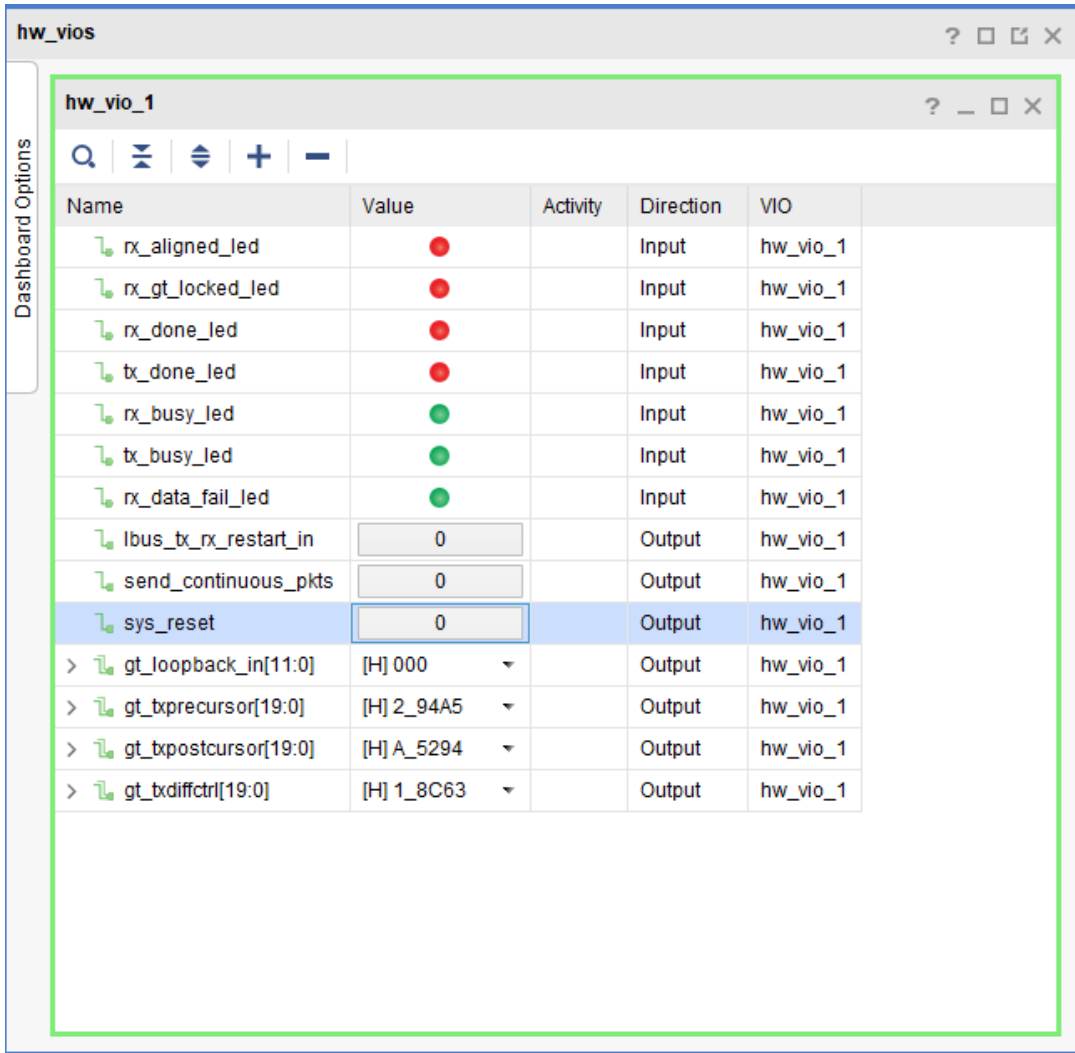 hw_vios
Dashboard Options
hw_vio_1
Name Value Activity Direction VIO
rx_aligned_led Input hw_vio_1
rx_gt_locked_led Input hw_vio_1
rx_done_led Input hw_vio_1
tx_done_led Input hw_vio_1
rx_busy_led Input hw_vio_1
tx_busy_led Input hw_vio_1
rx_data_fail_led Input hw_vio_1
lbus_tx_rx_restart_in 0 Output hw_vio_1
send_continuous_pkts 0 Output hw_vio_1
sys_reset 0 Output hw_vio_1
gt_loopback_in[11:0] [H] 000 Output hw_vio_1
gt_txprecursor[19:0] [H] 2_94A5 Output hw_vio_1
gt_txpostcursor[19:0] [H] A_5294 Output hw_vio_1
gt_txdiffctrl[19:0] [H] 1_8C63 Output hw_vio_1